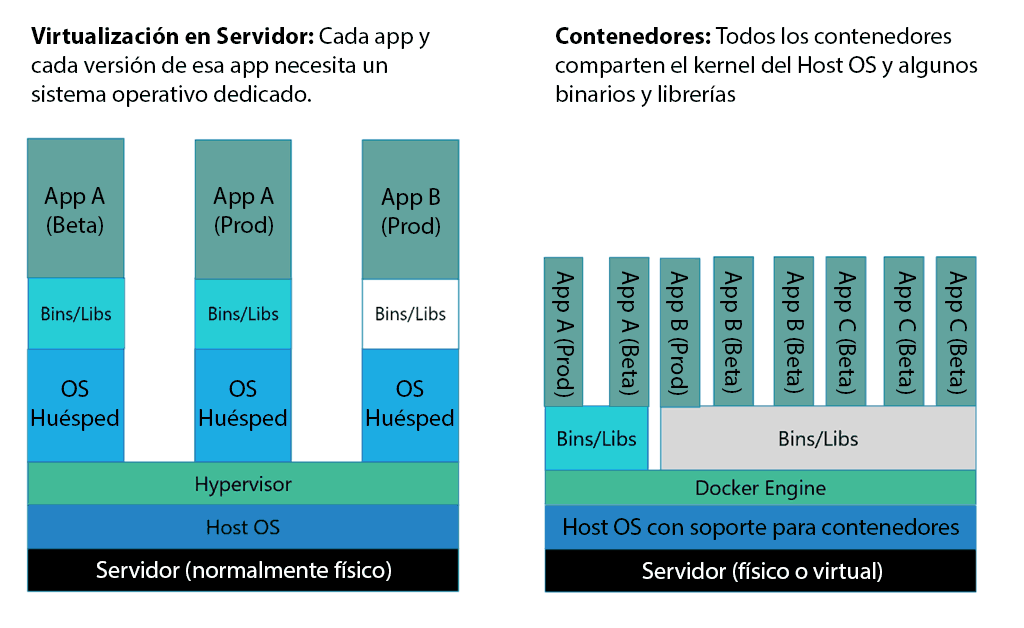 Virtualización en Servidor: Cada app y
cada versión de esa app necesita un
sistema operativo dedicado.
App A
(Beta)
App A
(Prod)
App B
(Prod)
Bins/Libs
Bins/Libs
Bins/Libs
OS
Huésped
OS
Huésped
OS
Huésped
Hypervisor
Host OS
Servidor (normalmente físico)
Contenedores: Todos los contenedores
comparten el kernel del Host OS y algunos
binarios y librerías
App A (Prod)
App A (Beta)
App B (Prod)
App B (Beta)
App B (Beta)
App C (Beta)
App C (Beta)
App C (Beta)
Bins/Libs
Bins/Libs
Docker Engine
Host OS con soporte para contenedores
Servidor (físico o virtual)